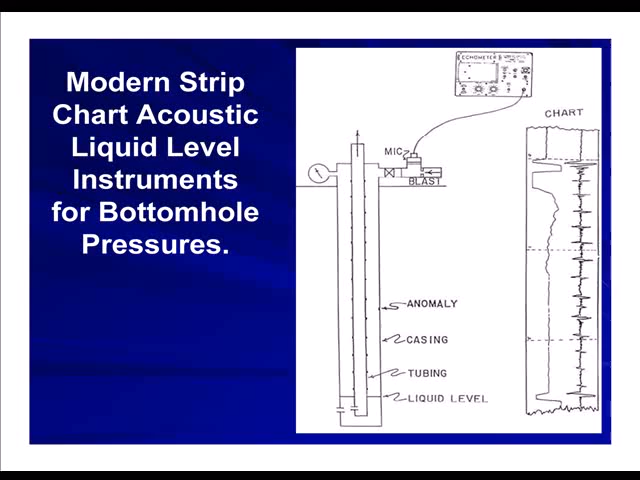 Modern Strip
Chart Acoustic
Liquid Level
Instruments
for Bottomhole
Pressures.
ECHOMETER
CHART
MIC
BLAST
ANOMALY
CASING
TUBING
LIQUID LEVEL